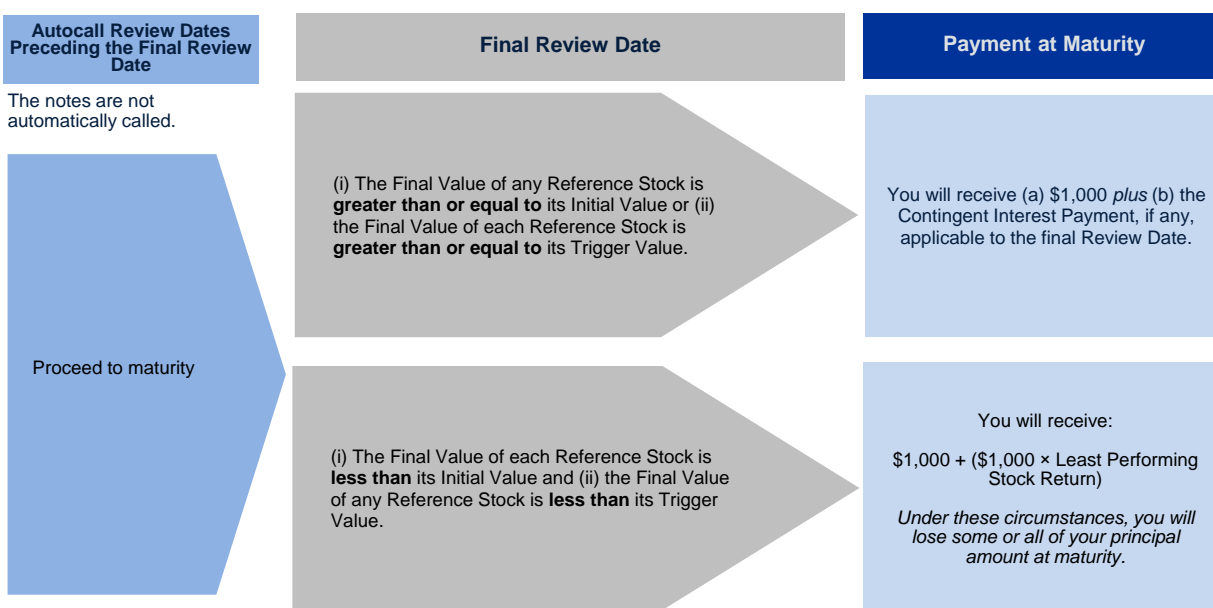 Autocall Review Dates
Preceding the Final Review
Date
Final Review Date
Payment at Maturity
The notes are not
automatically called.
Proceed to maturity
(i) The Final Value of any Reference Stock is
greater than or equal to its Initial Value or (ii)
the Final Value of each Reference Stock is
greater than or equal to its Trigger Value.
You will receive (a) $1,000 plus (b) the
Contingent Interest Payment, if any,
applicable to the final Review Date.
(i) The Final Value of each Reference Stock is
less than its Initial Value and (ii) the Final Value
of any Reference Stock is less than its Trigger
Value.
You will receive:
$1,000 + ($1,000 × Least Performing
Stock Return)
Under these circumstances, you will
lose some or all of your principal
amount at maturity.